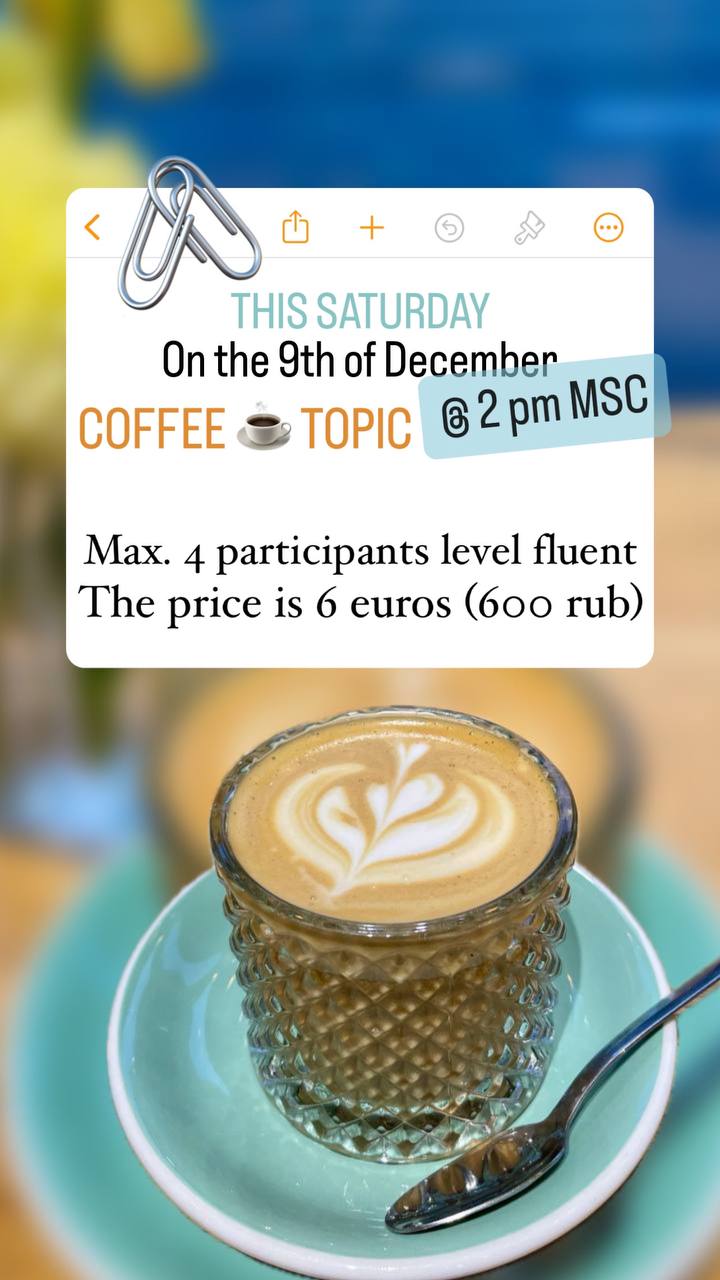 THIS SATURDAY
On the 9th of December
COFFEE ☕ TOPIC
@ 2 pm MSC
Max. 4 participants level fluent
The price is 6 euros (600 rub)